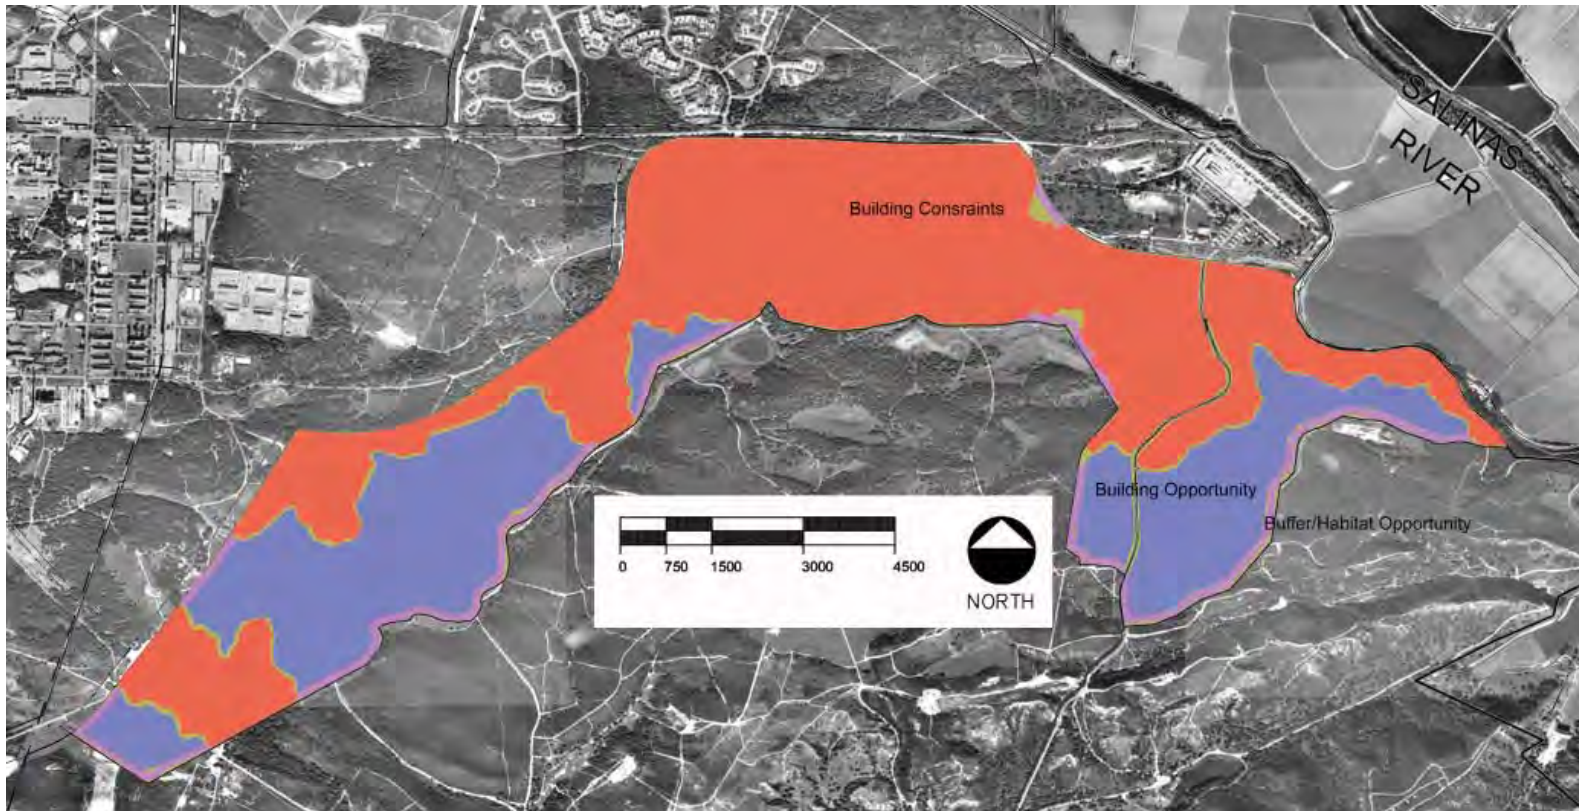 SALINAS
RIVER
Building Consraints
Building Opportunity
Buffer/Habitat Opportunity
0 750 1500 3000 4500
NORTH